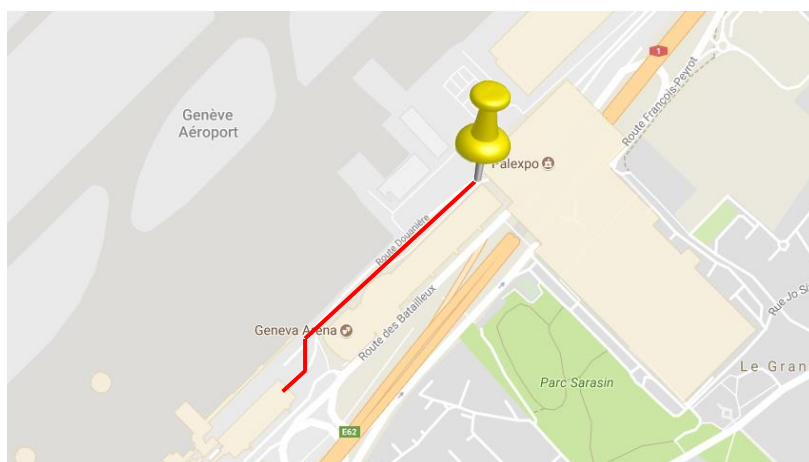 1
Route François-Peyrot
Genève
Aéroport
Palexpo
Route Douanière
Rue Jo Si
Geneva Arena
Route des Batailleux
Le Gran
Parc Sarasin
E62